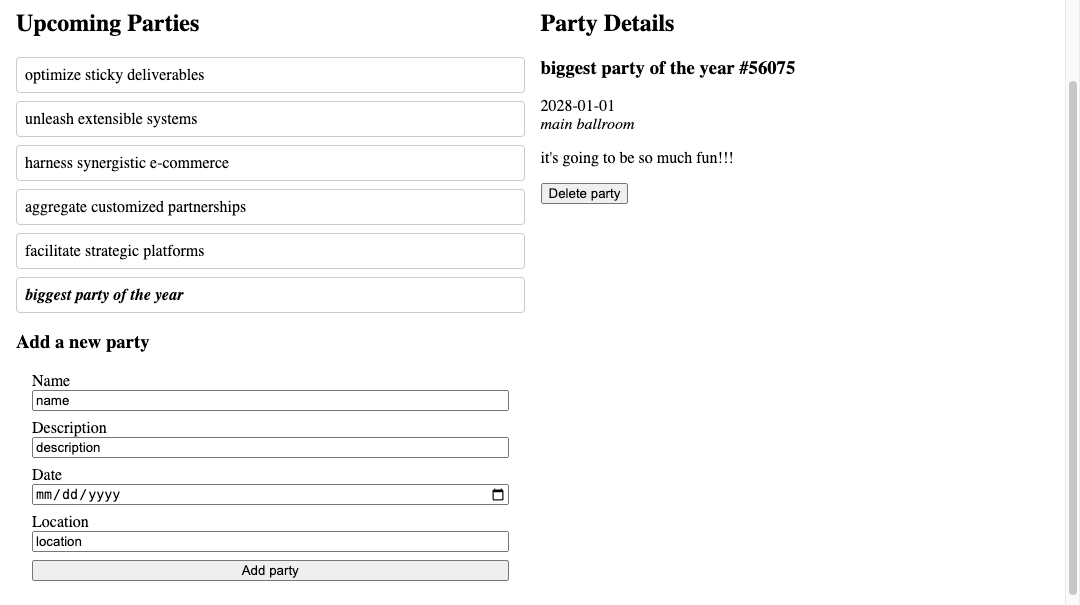 Upcoming Parties
optimize sticky deliverables
unleash extensible systems
harness synergistic e-commerce
aggregate customized partnerships
facilitate strategic platforms
biggest party of the year
Add a new party
Name
name
Description
description
Date
mm/dd/yyyy
Location
location
Add party
Party Details
biggest party of the year #56075
2028-01-01
main ballroom
it's going to be so much fun!!!
Delete party